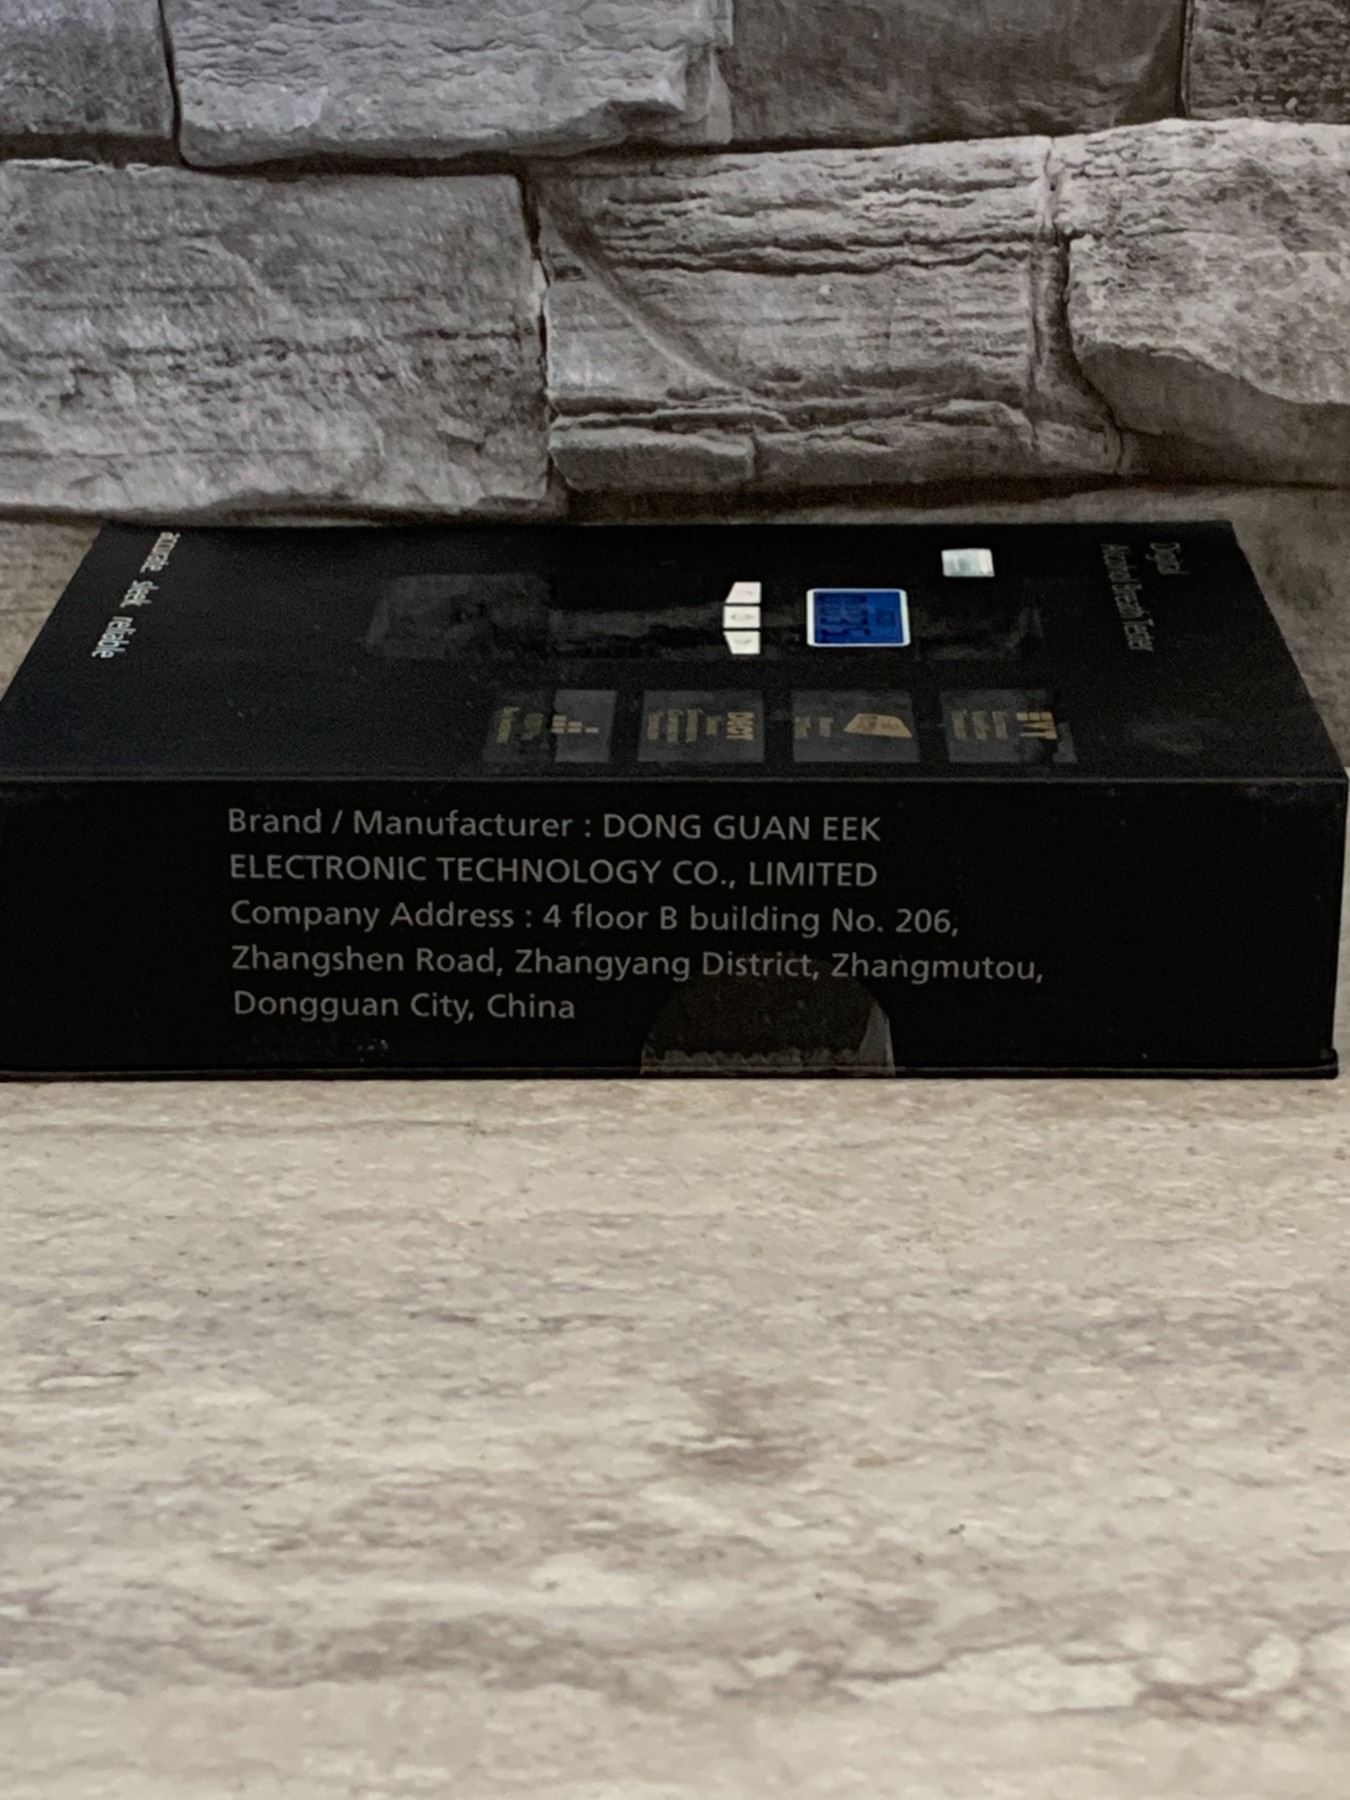 accurate sleek reliable
Digital
Alcohol Breath Tester
DACT
Brand / Manufacturer : DONG GUAN EEK
ELECTRONIC TECHNOLOGY CO., LIMITED
Company Address : 4 floor B building No. 206,
Zhangshen Road, Zhangyang District, Zhangmutou,
Dongguan City, China